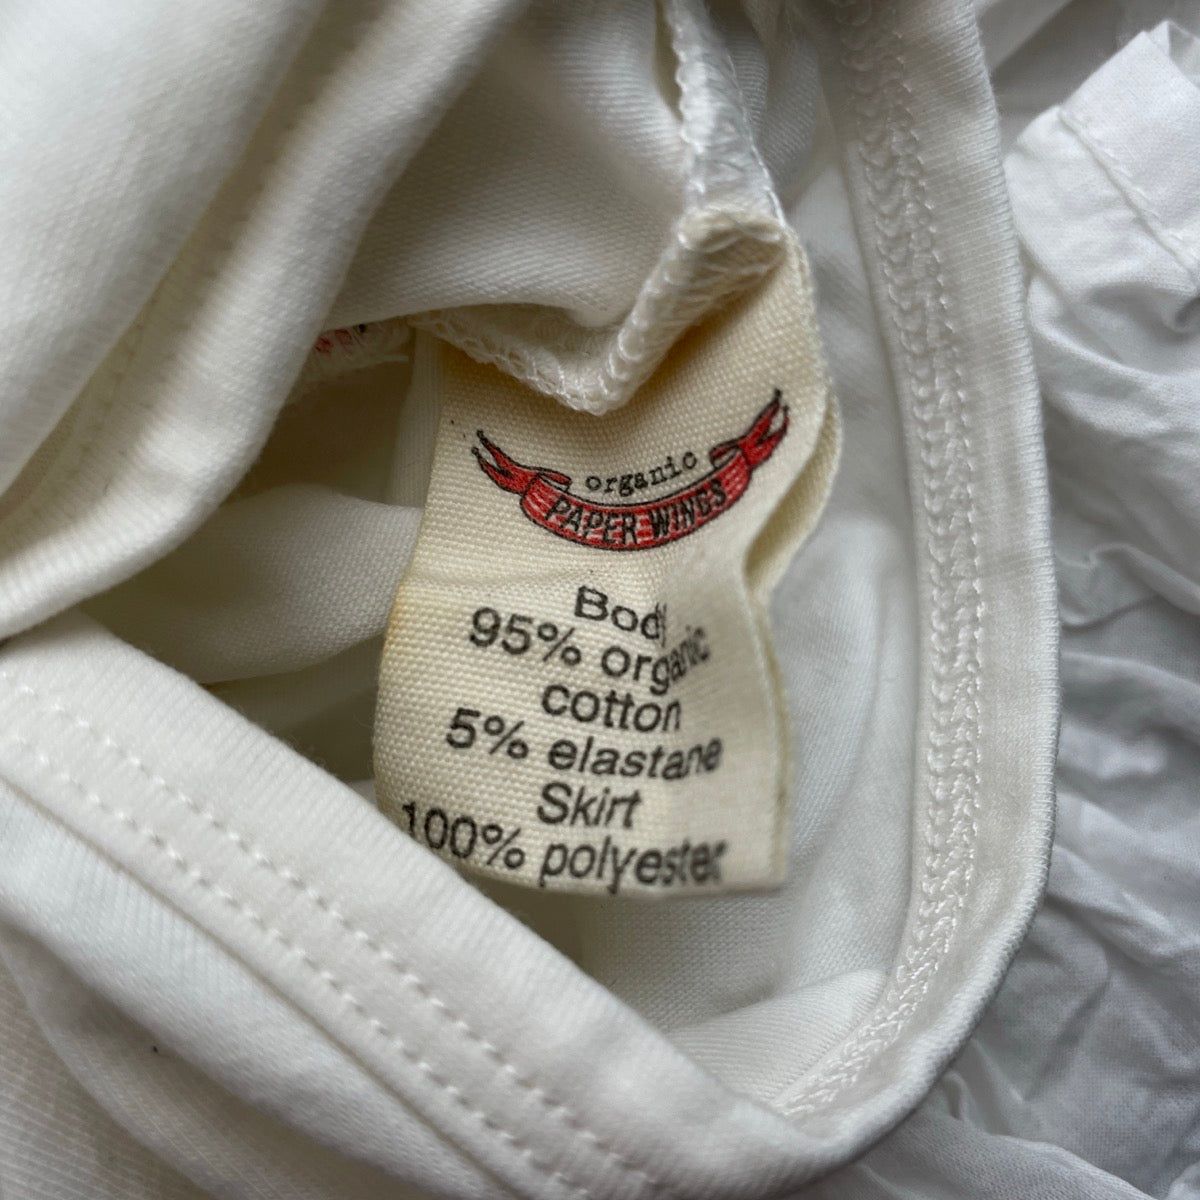 organic
PAPER WINGS
Body
95% organic
cotton
5% elastane
Skirt
100% polyester